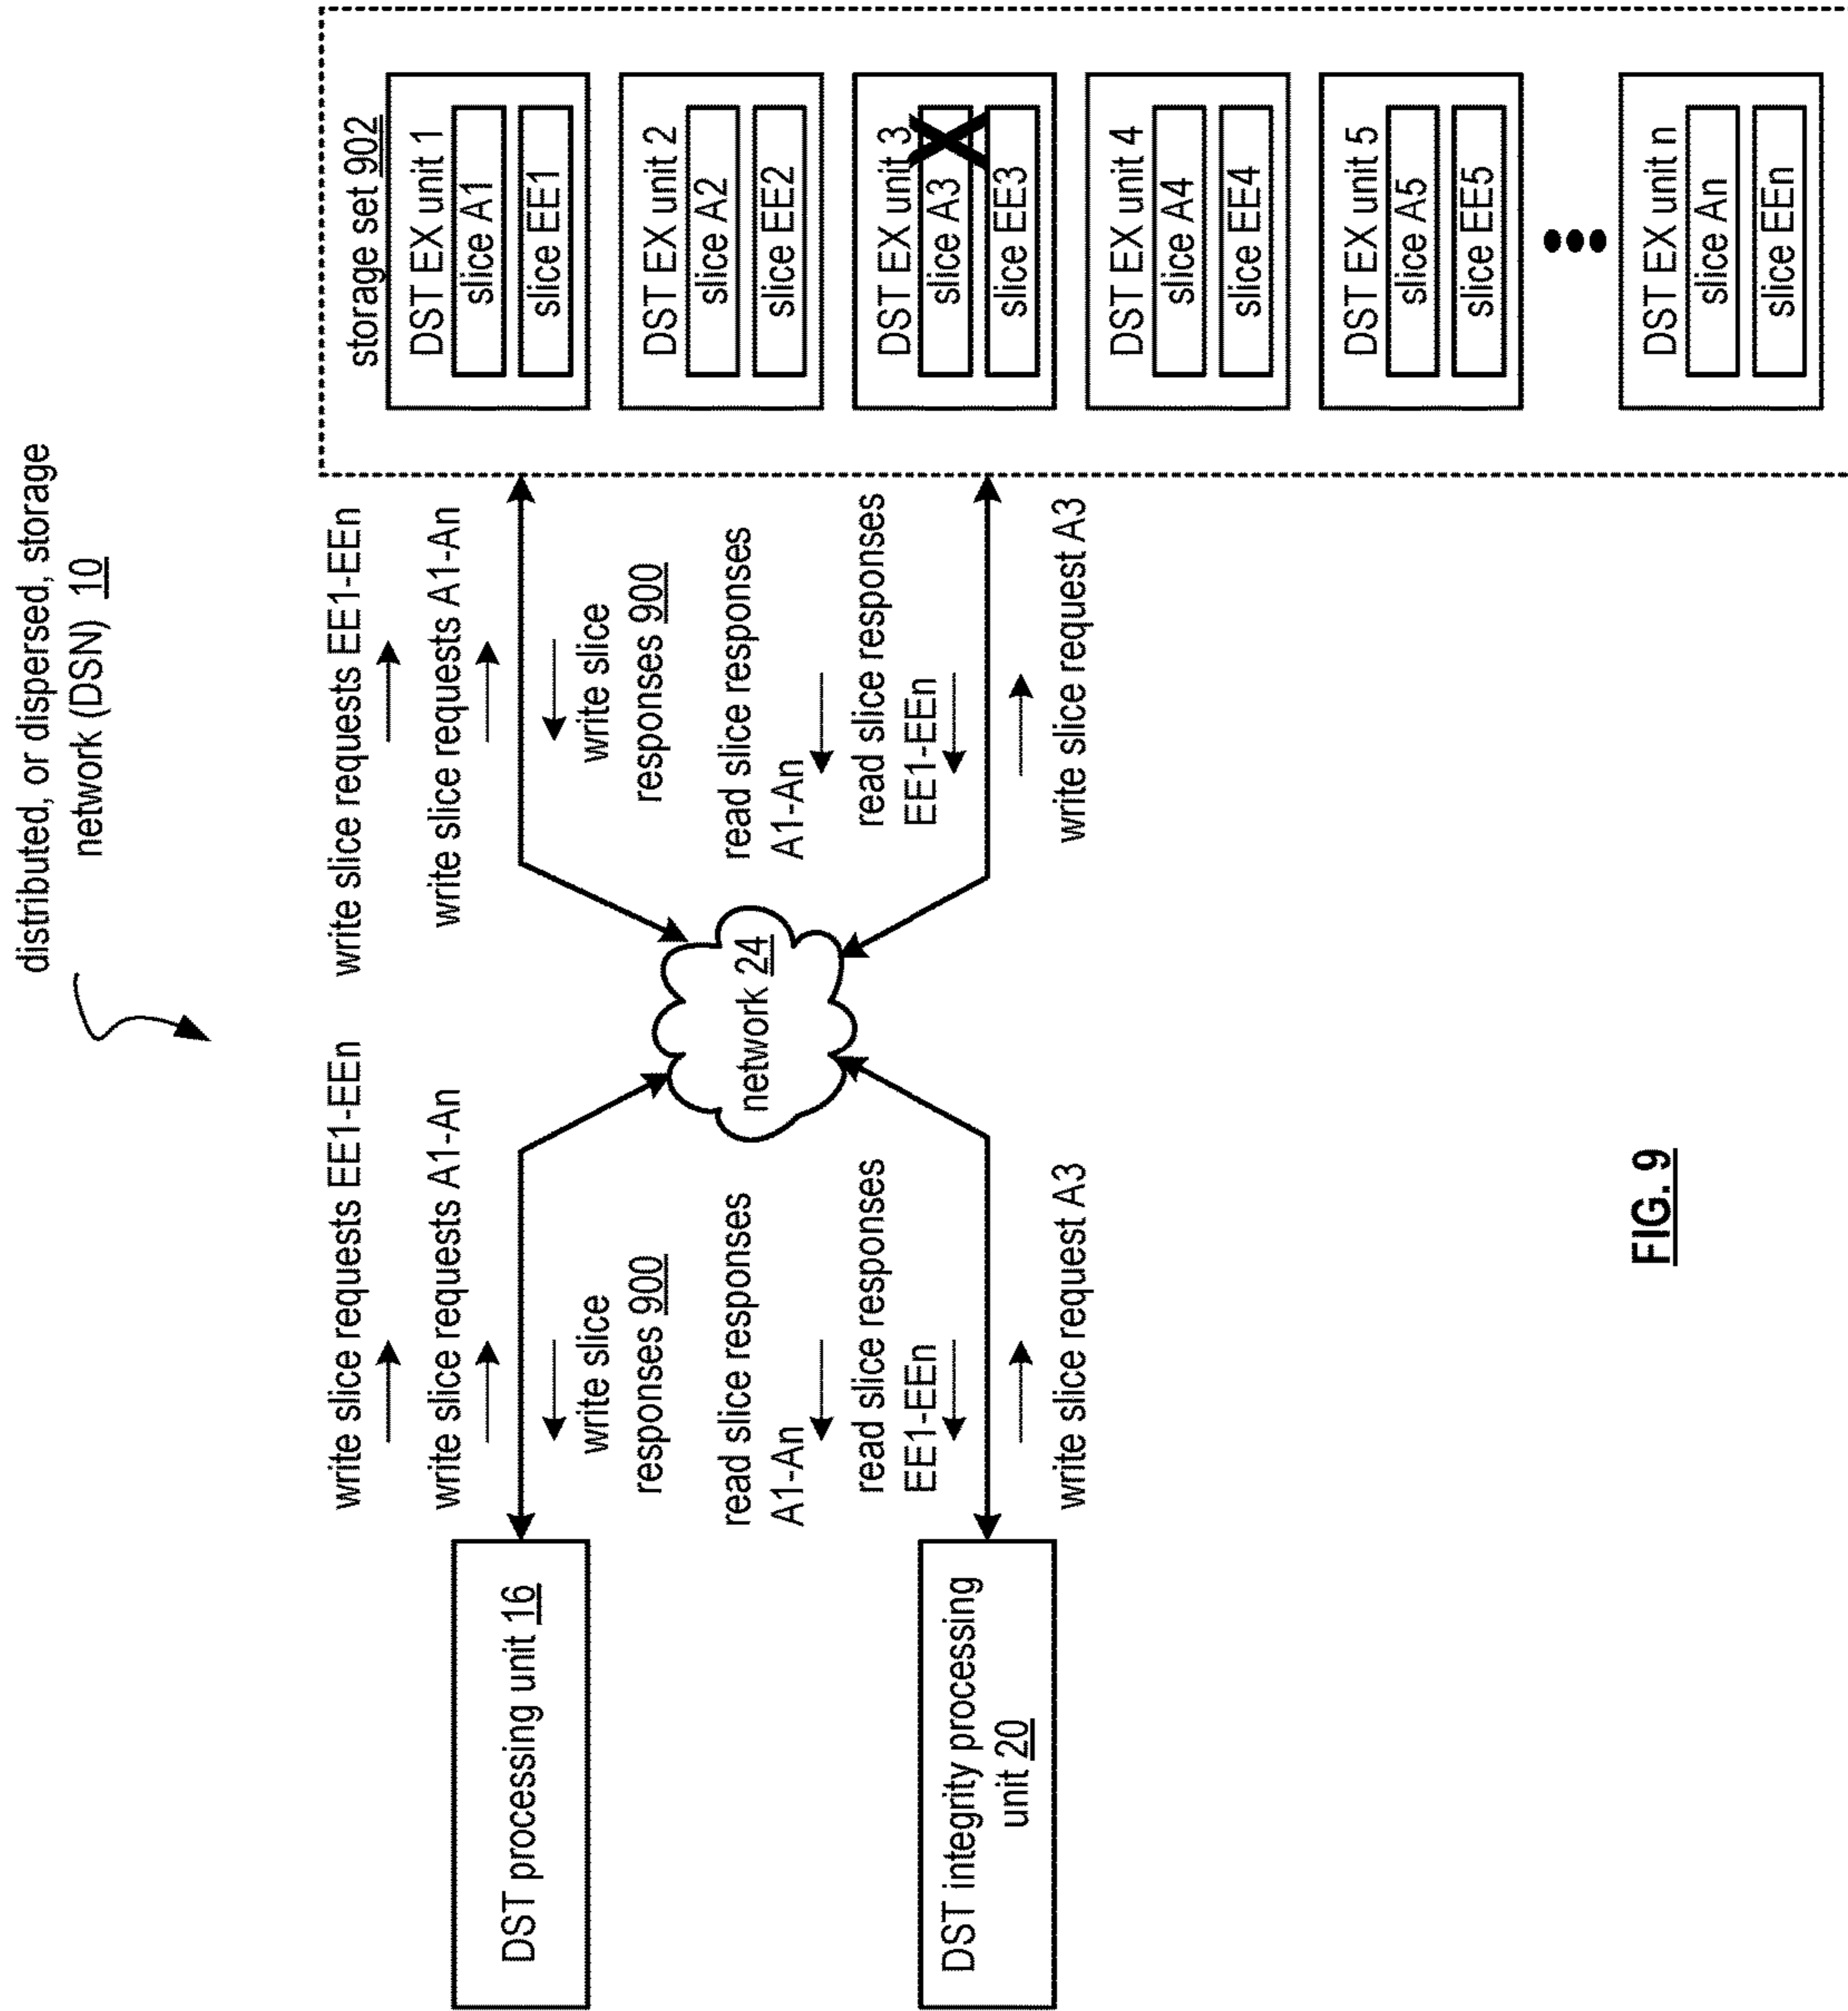 distributed, or dispersed, storage
network (DSN) 10
write slice requests EE1-EEn
write slice requests A1-An
write slice
responses 900
read slice responses
A1-An
read slice responses
EE1-EEn
write slice request A3
DST processing unit 16
DST integrity processing
unit 20
network 24
write slice requests EE1-EEn
write slice requests A1-An
write slice
responses 900
read slice responses
A1-An
read slice responses
EE1-EEn
write slice request A3
storage set 902
DST EX unit 1
slice A1
slice EE1
DST EX unit 2
slice A2
slice EE2
DST EX unit 3
slice A3
slice EE3
DST EX unit 4
slice A4
slice EE4
DST EX unit 5
slice A5
slice EE5
DST EX unit n
slice An
slice EEn
FIG. 9